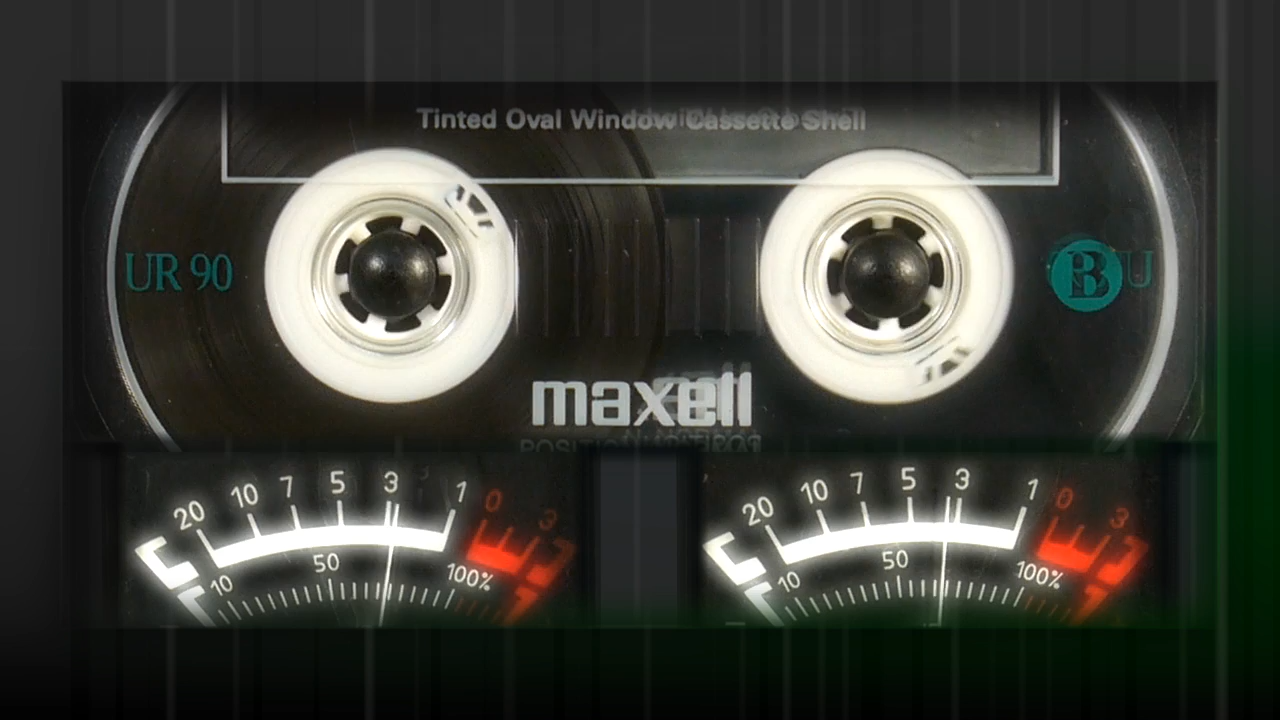 Tinted Oval Window Cassette Shell
UR 90
B
U
maxell
20 10 7 5 3 1 0 3
10 50 100%
20 10 7 5 3 1 0 3
10 50 100%